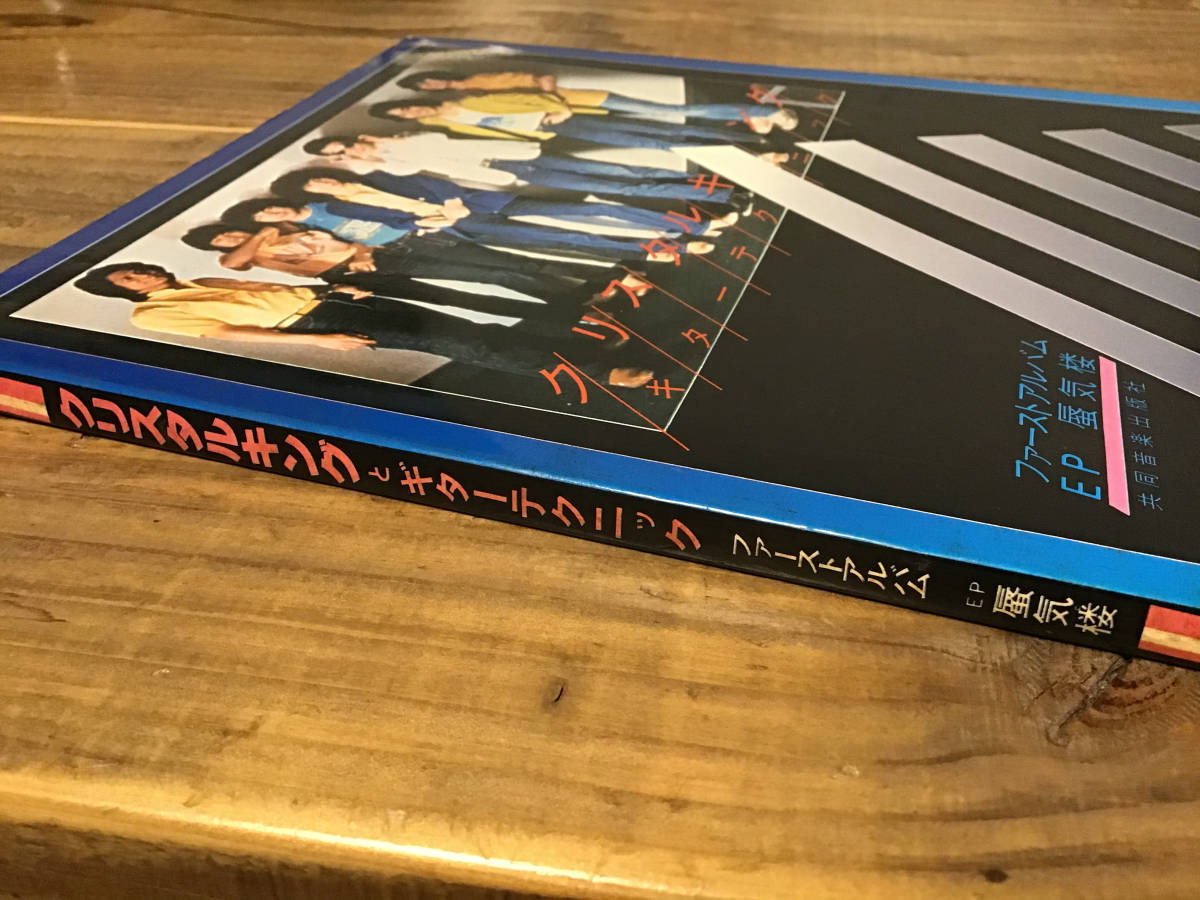 クリスタルキ
ギターテクニック
ファーストアルバム
EP 蜃気楼
共同音楽出版社
クリスタルキングとギターテクニック ファーストアルバム EP 蜃気楼